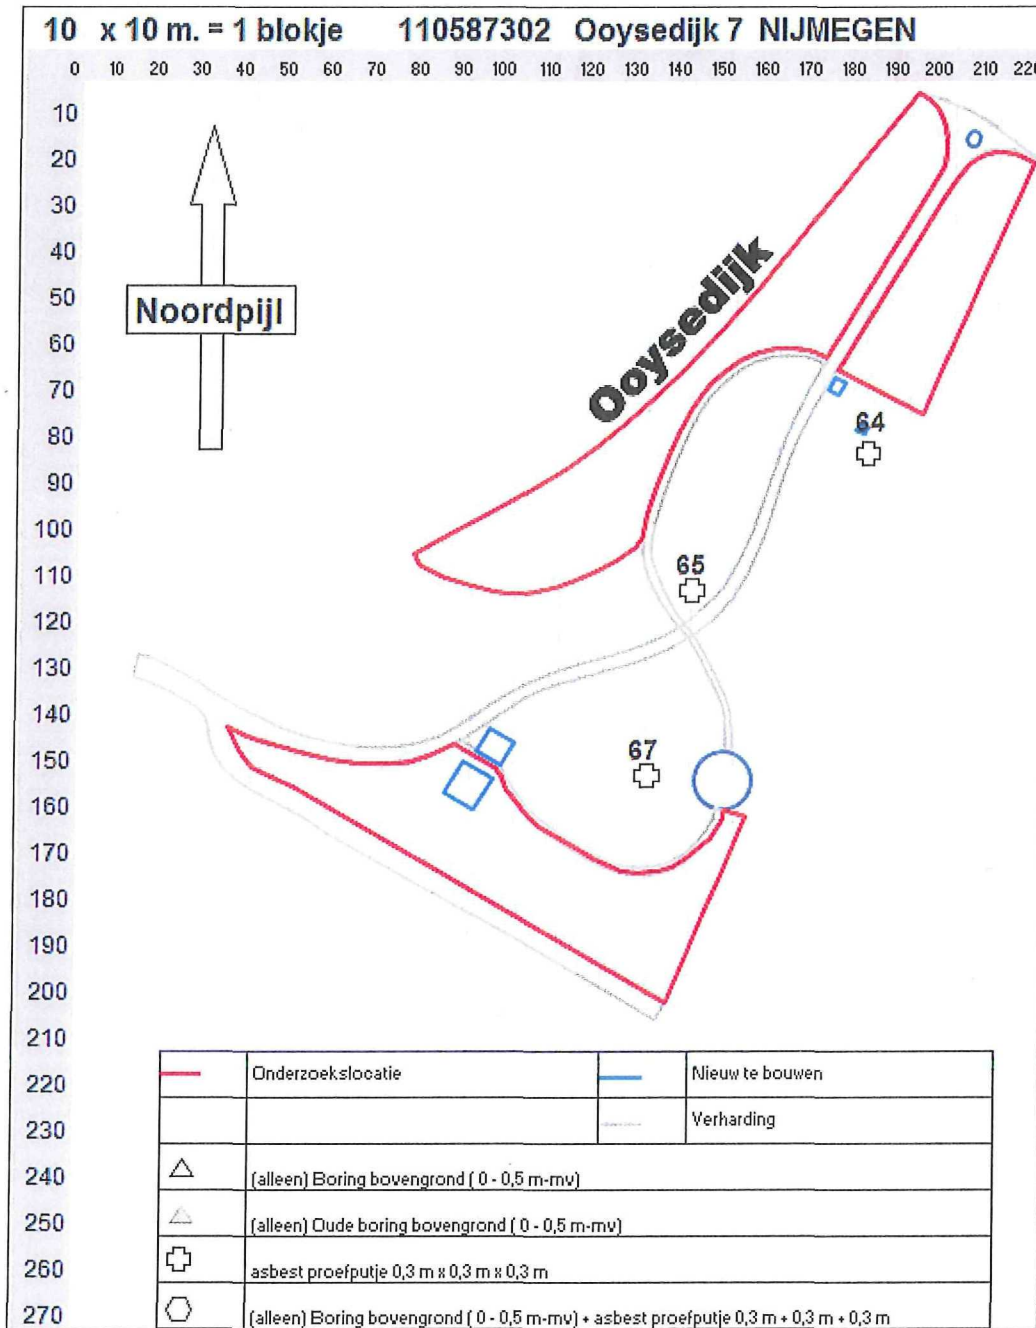 10 x 10 m. = 1 blokje 110587302 Ooysedijk 7 NIJMEGEN
0 10 20 30 40 50 60 70 80 90 100 110 120 130 140 150 160 170 180 190 200 210 220
10
20
30
40
50
60
70
80
90
100
110
120
130
140
150
160
170
180
190
200
210
220
230
240
250
260
270
Noordpijl
Ooysedijk
64
65
67
Onderzoekslocatie
Nieuw te bouwen
Verharding
(alleen) Boring bovengrond ( 0 - 0,5 m-mv)
(alleen) Oude boring bovengrond ( 0 - 0,5 m-mv)
asbest proefputje 0,3 m x 0,3 m x 0,3 m
(alleen) Boring bovengrond ( 0 - 0,5 m-mv) + asbest proefputje 0,3 m + 0,3 m + 0,3 m